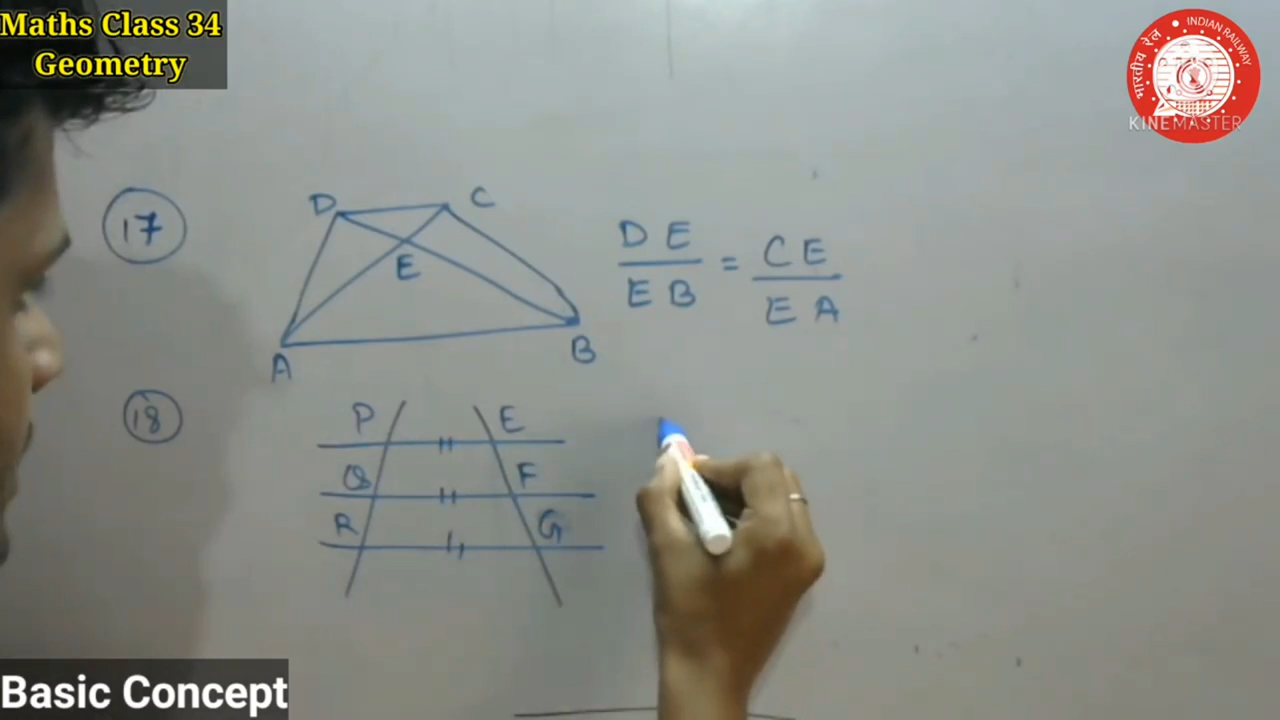 Maths Class 34
Geometry
भारतीय रेल
INDIAN RAILWAY
KINEMASTER
17
D C
E
A B
DE/EB = CE/EA
18
P E
Q F
R G
Basic Concept